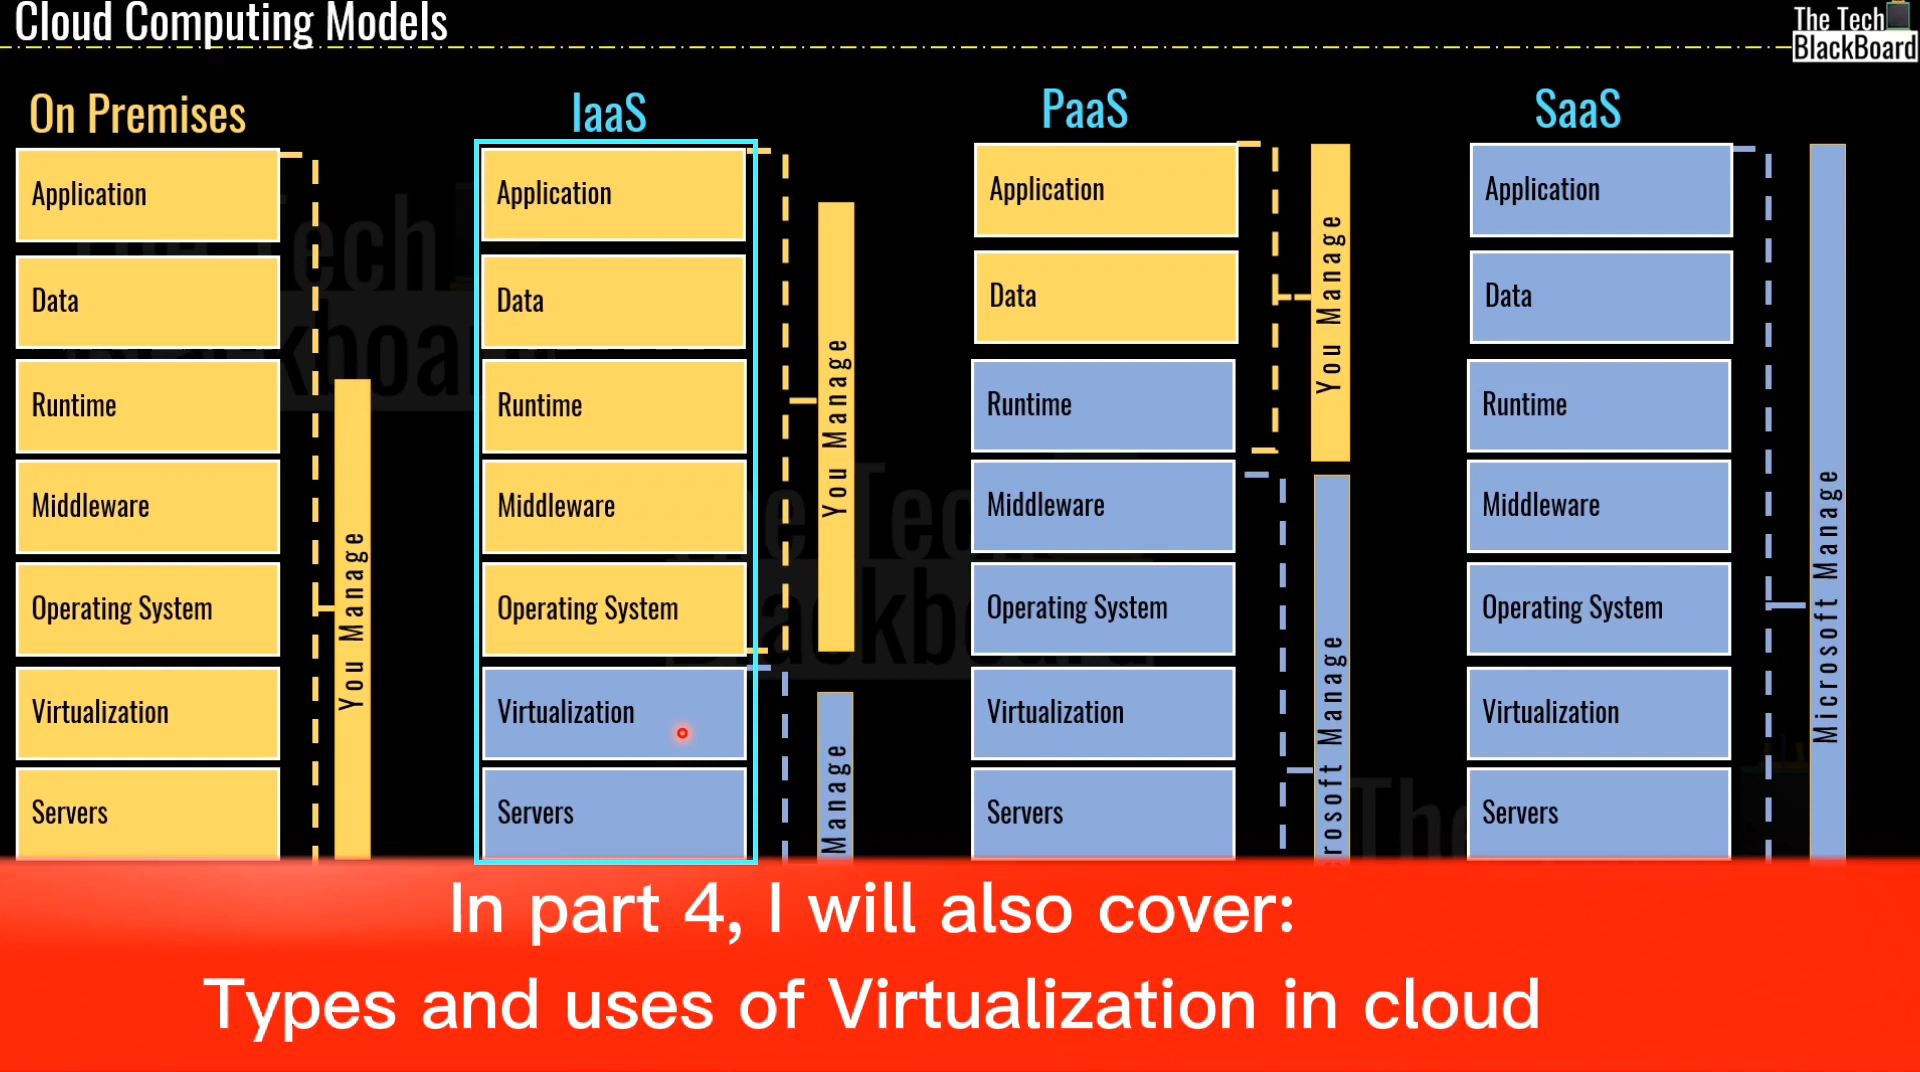 Cloud Computing Models
The Tech
BlackBoard
On Premises
Application
Data
Runtime
Middleware
Operating System
Virtualization
Servers
You Manage
IaaS
Application
Data
Runtime
Middleware
Operating System
Virtualization
Servers
You Manage
Manage
PaaS
Application
Data
Runtime
Middleware
Operating System
Virtualization
Servers
You Manage
rosoft Manage
SaaS
Application
Data
Runtime
Middleware
Operating System
Virtualization
Servers
Microsoft Manage
In part 4, I will also cover:
Types and uses of Virtualization in cloud